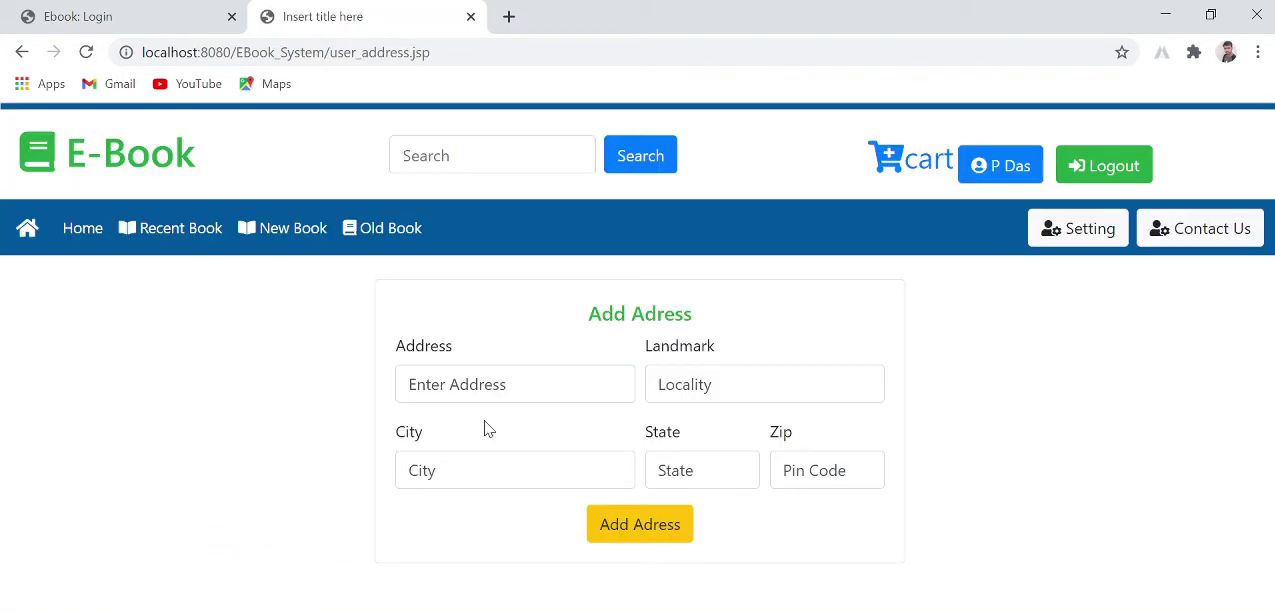 Ebook: Login
Insert title here
localhost:8080/EBook_System/user_address.jsp
Apps Gmail YouTube Maps
E-Book
Search Search
cart P Das Logout
Home Recent Book New Book Old Book Setting Contact Us
Add Adress
Address Landmark
Enter Address Locality
City State Zip
City State Pin Code
Add Adress